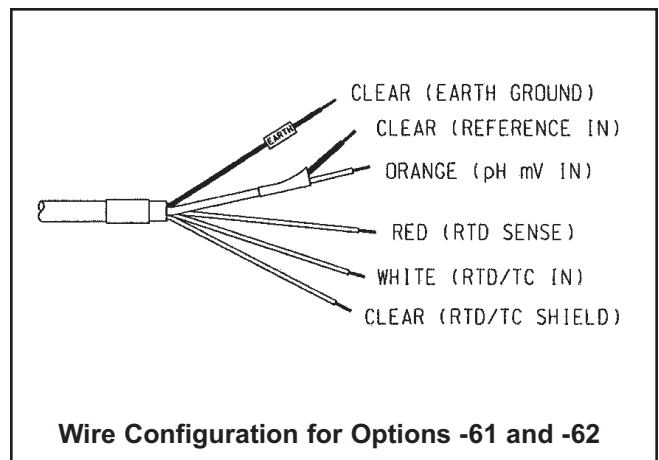 CLEAR (EARTH GROUND)
EARTH
CLEAR (REFERENCE IN)
ORANGE (pH mV IN)
RED (RTD SENSE)
WHITE (RTD/TC IN)
CLEAR (RTD/TC SHIELD)
Wire Configuration for Options -61 and -62